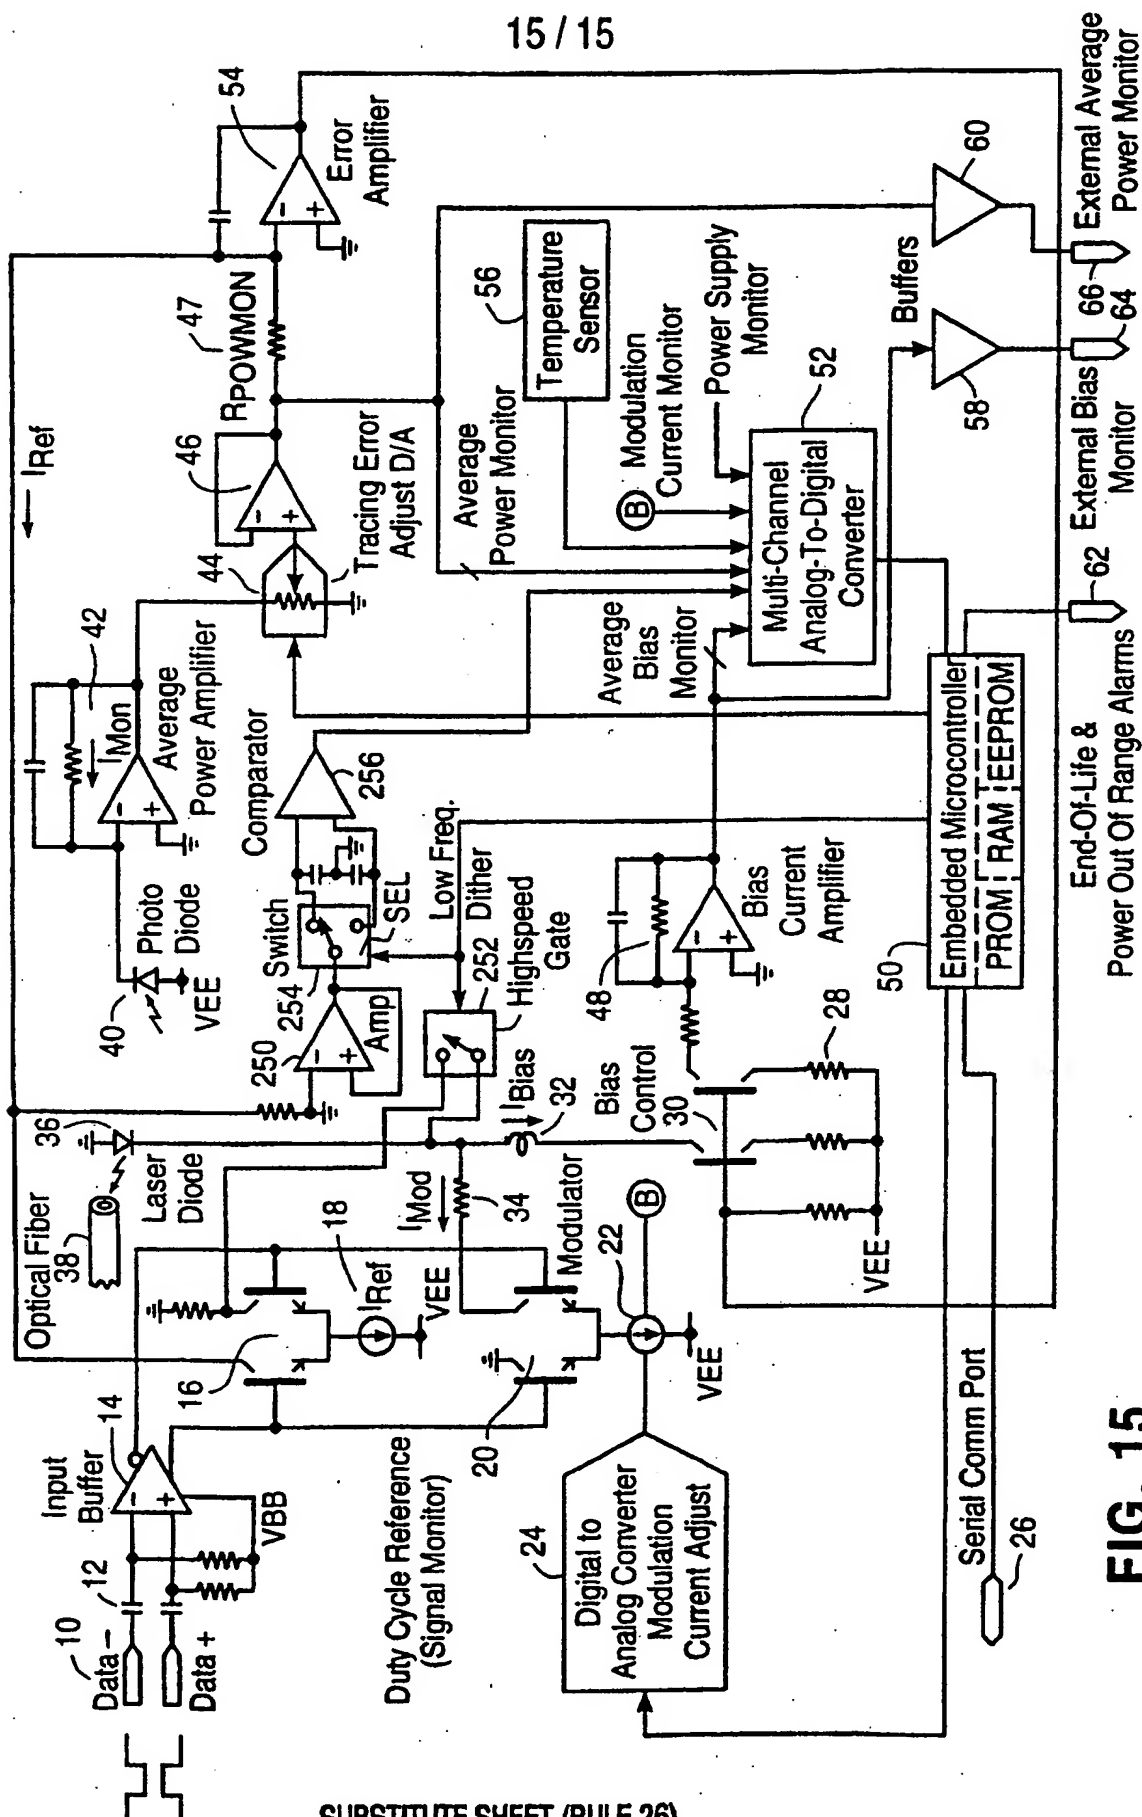 15 / 15
10
Data –
Data +
12
Input
Buffer
14
VBB
Optical Fiber
38
36
Laser
Diode
40
Photo
Diode
VEE
42
IMon
Average
Power Amplifier
IRef
44
46
Tracing Error
Adjust D/A
RPOWMON
47
54
Error
Amplifier
16
18
IRef
VEE
Duty Cycle Reference
(Signal Monitor)
20
Modulator
IMod
34
250
Amp
254
Switch
SEL
Comparator
256
Low Freq.
Dither
252
Highspeed
Gate
IBias
32
Bias
Control
30
28
VEE
48
Bias
Current
Amplifier
Average
Bias
Monitor
Average
Power Monitor
56
Temperature
Sensor
B
Modulation
Current Monitor
Power Supply
Monitor
52
Multi-Channel
Analog-To-Digital
Converter
Buffers
58
60
24
Digital to
Analog Converter
Modulation
Current Adjust
22
B
VEE
50
Embedded Microcontroller
PROM RAM EEPROM
Serial Comm Port
26
62
End-Of-Life &
Power Out Of Range Alarms
64
External Bias
Monitor
66
External Average
Power Monitor
FIG. 15
SUBSTITUTE SHEET (RULE 26)